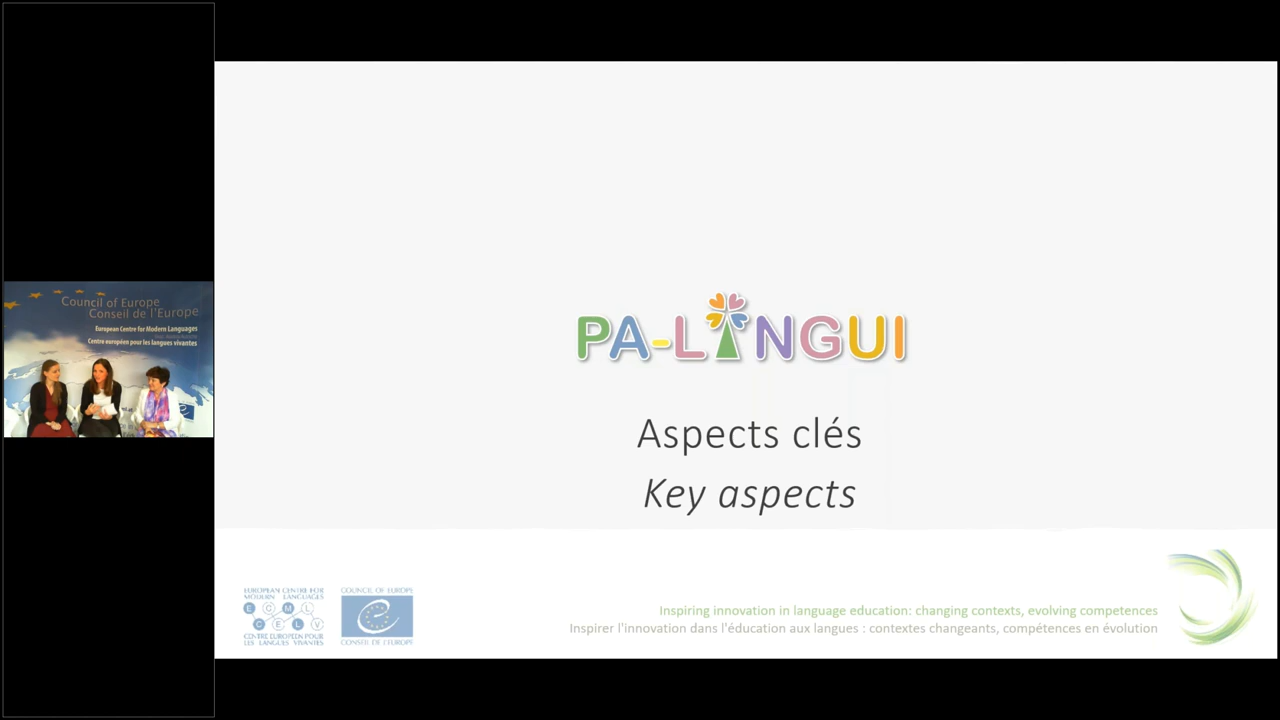 Council of Europe
Conseil de l'Europe
European Centre for Modern Languages
Centre européen pour les langues vivantes
PA-LINGUI
Aspects clés
Key aspects
EUROPEAN CENTRE FOR
MODERN LANGUAGES
E C M L
C E L V
CENTRE EUROPEEN POUR
LES LANGUES VIVANTES
COUNCIL OF EUROPE
CONSEIL DE L'EUROPE
Inspiring innovation in language education: changing contexts, evolving competences
Inspirer l'innovation dans l'éducation aux langues : contextes changeants, compétences en évolution